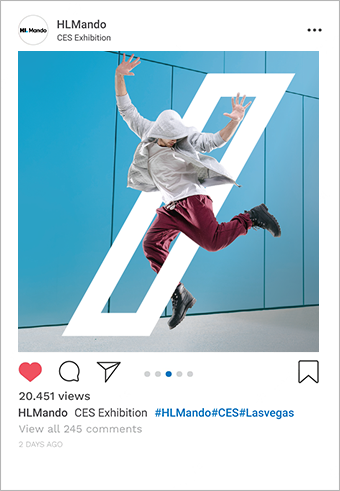 HL Mando
HLMando
CES Exhibition
20.451 views
HLMando CES Exhibition #HLMando#CES#Lasvegas
View all 245 comments
2 DAYS AGO